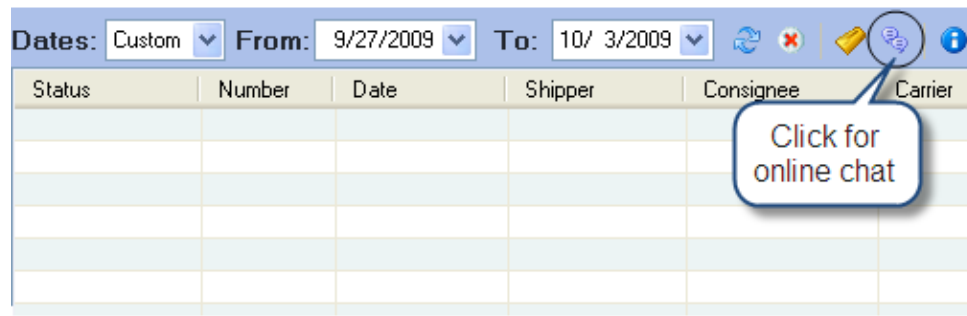 Dates: Custom From: 9/27/2009 To: 10/ 3/2009
Status Number Date Shipper Consignee Carrier
Click for
online chat